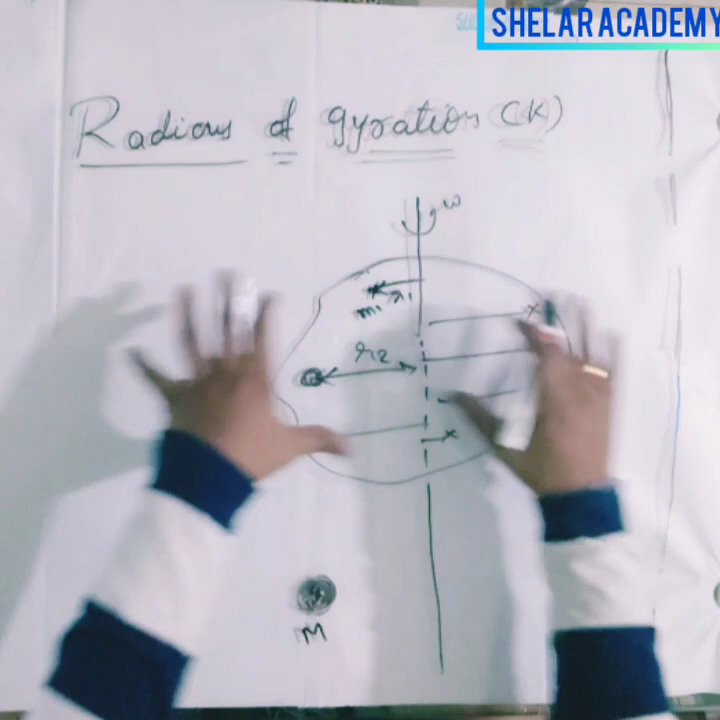 SHELAR ACADEMY
Radious of gyration (K)
ω
m1 r1
r2
M